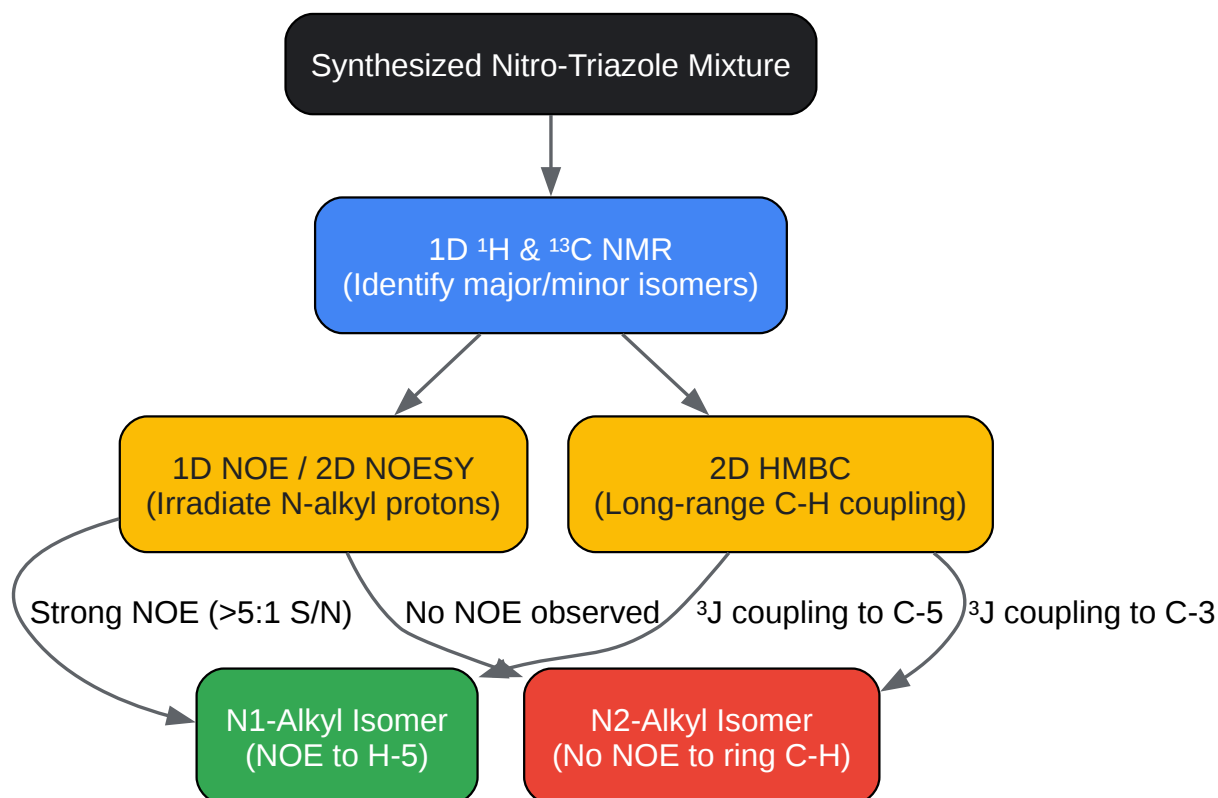 Synthesized Nitro-Triazole Mixture
1D ¹H & ¹³C NMR
(Identify major/minor isomers)
1D NOE / 2D NOESY
(Irradiate N-alkyl protons)
2D HMBC
(Long-range C-H coupling)
Strong NOE (>5:1 S/N)
No NOE observed
³J coupling to C-5
³J coupling to C-3
N1-Alkyl Isomer
(NOE to H-5)
N2-Alkyl Isomer
(No NOE to ring C-H)